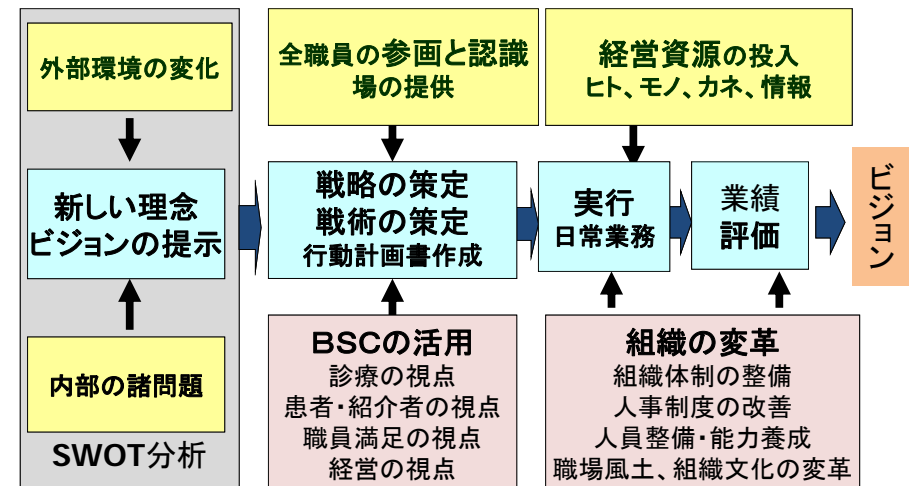 外部環境の変化
新しい理念
ビジョンの提示
内部の諸問題
SWOT分析
全職員の参画と認識
場の提供
戦略の策定
戦術の策定
行動計画書作成
BSCの活用
診療の視点
患者・紹介者の視点
職員満足の視点
経営の視点
経営資源の投入
ヒト、モノ、カネ、情報
実行
日常業務
業績
評価
組織の変革
組織体制の整備
人事制度の改善
人員整備・能力養成
職場風土、組織文化の変革
ビジョン